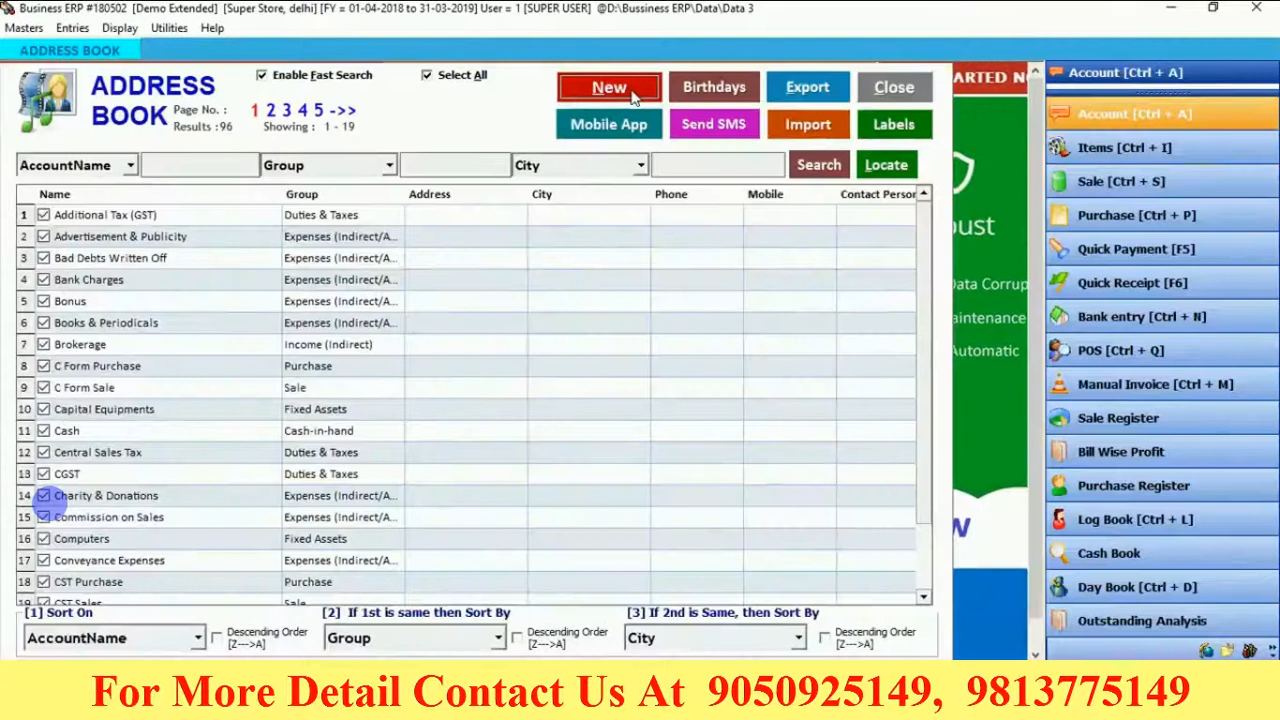 Business ERP #180502 [Demo Extended] [Super Store, delhi] [FY = 01-04-2018 to 31-03-2019] User = 1 [SUPER USER] @D:\Bussiness ERP\Data\Data 3
Masters Entries Display Utilities Help
ADDRESS BOOK
ADDRESS BOOK
Page No. : 1 2 3 4 5 ->>
Results : 96 Showing : 1 - 19
Enable Fast Search Select All
New Birthdays Export Close
Mobile App Send SMS Import Labels
AccountName Group City Search Locate
Name Group Address City Phone Mobile Contact Person
1 Additional Tax (GST) Duties & Taxes
2 Advertisement & Publicity Expenses (Indirect/A...
3 Bad Debts Written Off Expenses (Indirect/A...
4 Bank Charges Expenses (Indirect/A...
5 Bonus Expenses (Indirect/A...
6 Books & Periodicals Expenses (Indirect/A...
7 Brokerage Income (Indirect)
8 C Form Purchase Purchase
9 C Form Sale Sale
10 Capital Equipments Fixed Assets
11 Cash Cash-in-hand
12 Central Sales Tax Duties & Taxes
13 CGST Duties & Taxes
14 Charity & Donations Expenses (Indirect/A...
15 Commission on Sales Expenses (Indirect/A...
16 Computers Fixed Assets
17 Conveyance Expenses Expenses (Indirect/A...
18 CST Purchase Purchase
19 CST Sales Sale
[1] Sort On [2] If 1st is same then Sort By [3] If 2nd is Same, then Sort By
AccountName Descending Order [Z--->A] Group Descending Order [Z--->A] City Descending Order [Z--->A]
Account [Ctrl + A]
Account [Ctrl + A]
Items [Ctrl + I]
Sale [Ctrl + S]
Purchase [Ctrl + P]
Quick Payment [F5]
Quick Receipt [F6]
Bank entry [Ctrl + N]
POS [Ctrl + Q]
Manual Invoice [Ctrl + M]
Sale Register
Bill Wise Profit
Purchase Register
Log Book [Ctrl + L]
Cash Book
Day Book [Ctrl + D]
Outstanding Analysis
For More Detail Contact Us At 9050925149, 9813775149